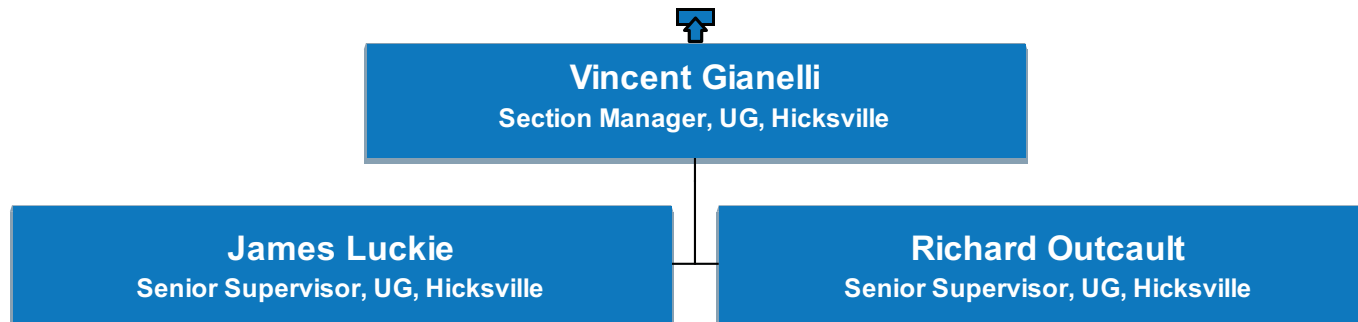 Vincent Gianelli
Section Manager, UG, Hicksville
James Luckie
Senior Supervisor, UG, Hicksville
Richard Outcault
Senior Supervisor, UG, Hicksville